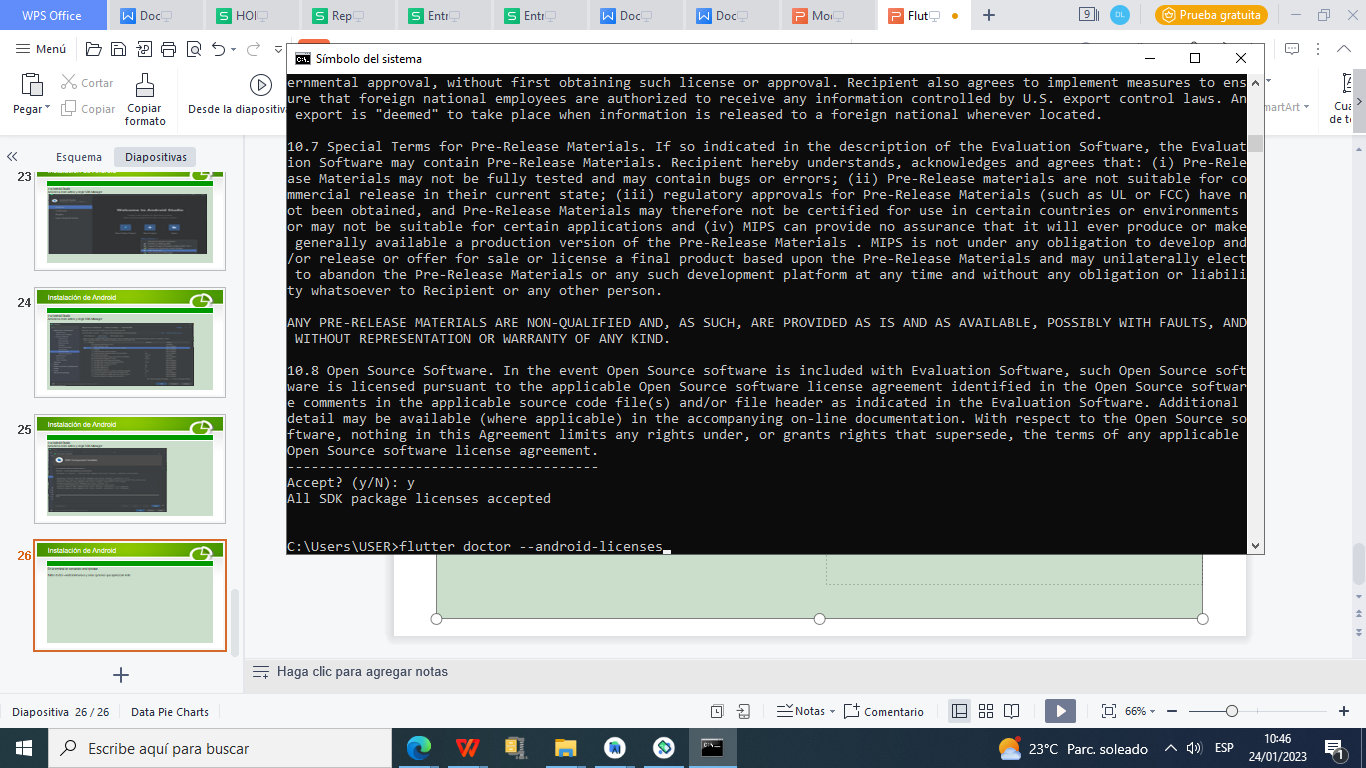 WPS Office
Doc
HOI
Rep
Entr
Entr
Doc
Doc
Moc
Flut
9
DL
Prueba gratuita
Menú
Pegar
Cortar
Copiar
Copiar
formato
Desde la diapositiva
SmartArt
Cua
de te
Símbolo del sistema
ernmental approval, without first obtaining such license or approval. Recipient also agrees to implement measures to ens
ure that foreign national employees are authorized to receive any information controlled by U.S. export control laws. An
export is "deemed" to take place when information is released to a foreign national wherever located.
10.7 Special Terms for Pre-Release Materials. If so indicated in the description of the Evaluation Software, the Evaluat
ion Software may contain Pre-Release Materials. Recipient hereby understands, acknowledges and agrees that: (i) Pre-Rele
ase Materials may not be fully tested and may contain bugs or errors; (ii) Pre-Release materials are not suitable for co
mmercial release in their current state; (iii) regulatory approvals for Pre-Release Materials (such as UL or FCC) have n
ot been obtained, and Pre-Release Materials may therefore not be certified for use in certain countries or environments
or may not be suitable for certain applications and (iv) MIPS can provide no assurance that it will ever produce or make
generally available a production version of the Pre-Release Materials . MIPS is not under any obligation to develop and
/or release or offer for sale or license a final product based upon the Pre-Release Materials and may unilaterally elect
to abandon the Pre-Release Materials or any such development platform at any time and without any obligation or liabili
ty whatsoever to Recipient or any other person.
ANY PRE-RELEASE MATERIALS ARE NON-QUALIFIED AND, AS SUCH, ARE PROVIDED AS IS AND AS AVAILABLE, POSSIBLY WITH FAULTS, AND
WITHOUT REPRESENTATION OR WARRANTY OF ANY KIND.
10.8 Open Source Software. In the event Open Source software is included with Evaluation Software, such Open Source soft
ware is licensed pursuant to the applicable Open Source software license agreement identified in the Open Source softwar
e comments in the applicable source code file(s) and/or file header as indicated in the Evaluation Software. Additional
detail may be available (where applicable) in the accompanying on-line documentation. With respect to the Open Source so
ftware, nothing in this Agreement limits any rights under, or grants rights that supersede, the terms of any applicable
Open Source software license agreement.
---------------------------------------
Accept? (y/N): y
All SDK package licenses accepted
C:\Users\USER>flutter doctor --android-licenses
Esquema
Diapositivas
23
24
Instalación de Android
25
Instalación de Android
26
Instalación de Android
Haga clic para agregar notas
Diapositiva 26 / 26
Data Pie Charts
Notas
Comentario
66%
Escribe aquí para buscar
23°C Parc. soleado
ESP
10:46
24/01/2023
1